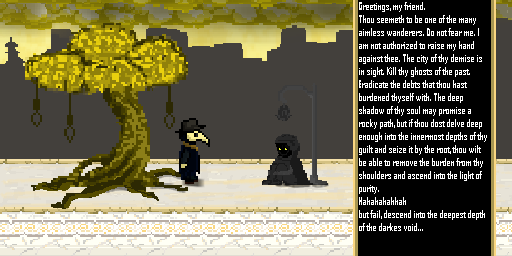 Greetings, my friend.
Thou seemeth to be one of the many
aimless wanderers. Do not fear me. I
am not authorized to raise my hand
against thee. The city of thy demise is
in sight. Kill thy ghosts of the past.
Eradicate the debts that thou hast
burdened thyself with. The deep
shadow of thy soul may promise a
rocky path, but if thou dost delve deep
enough into the innermost depths of thy
guilt and seize it by the root, thou wilt
be able to remove the burden from thy
shoulders and ascend into the light of
purity.
Hahahahahhah
but fail, descend into the deepest depth
of the darkes void...